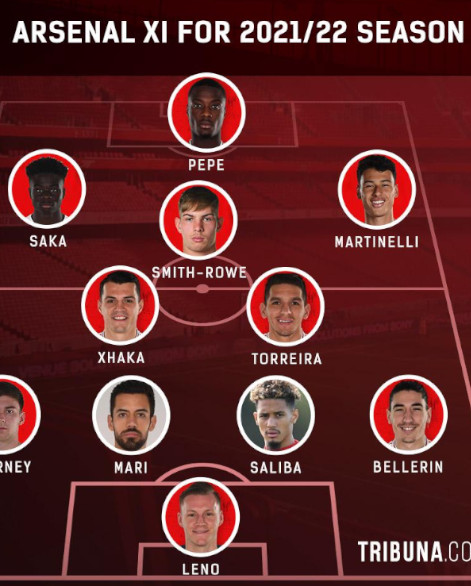 ARSENAL XI FOR 2021/22 SEASON
PEPE
SAKA
MARTINELLI
SMITH-ROWE
XHAKA
TORREIRA
RNEY
MARI
SALIBA
BELLERIN
LENO
TRIBUNA.CO